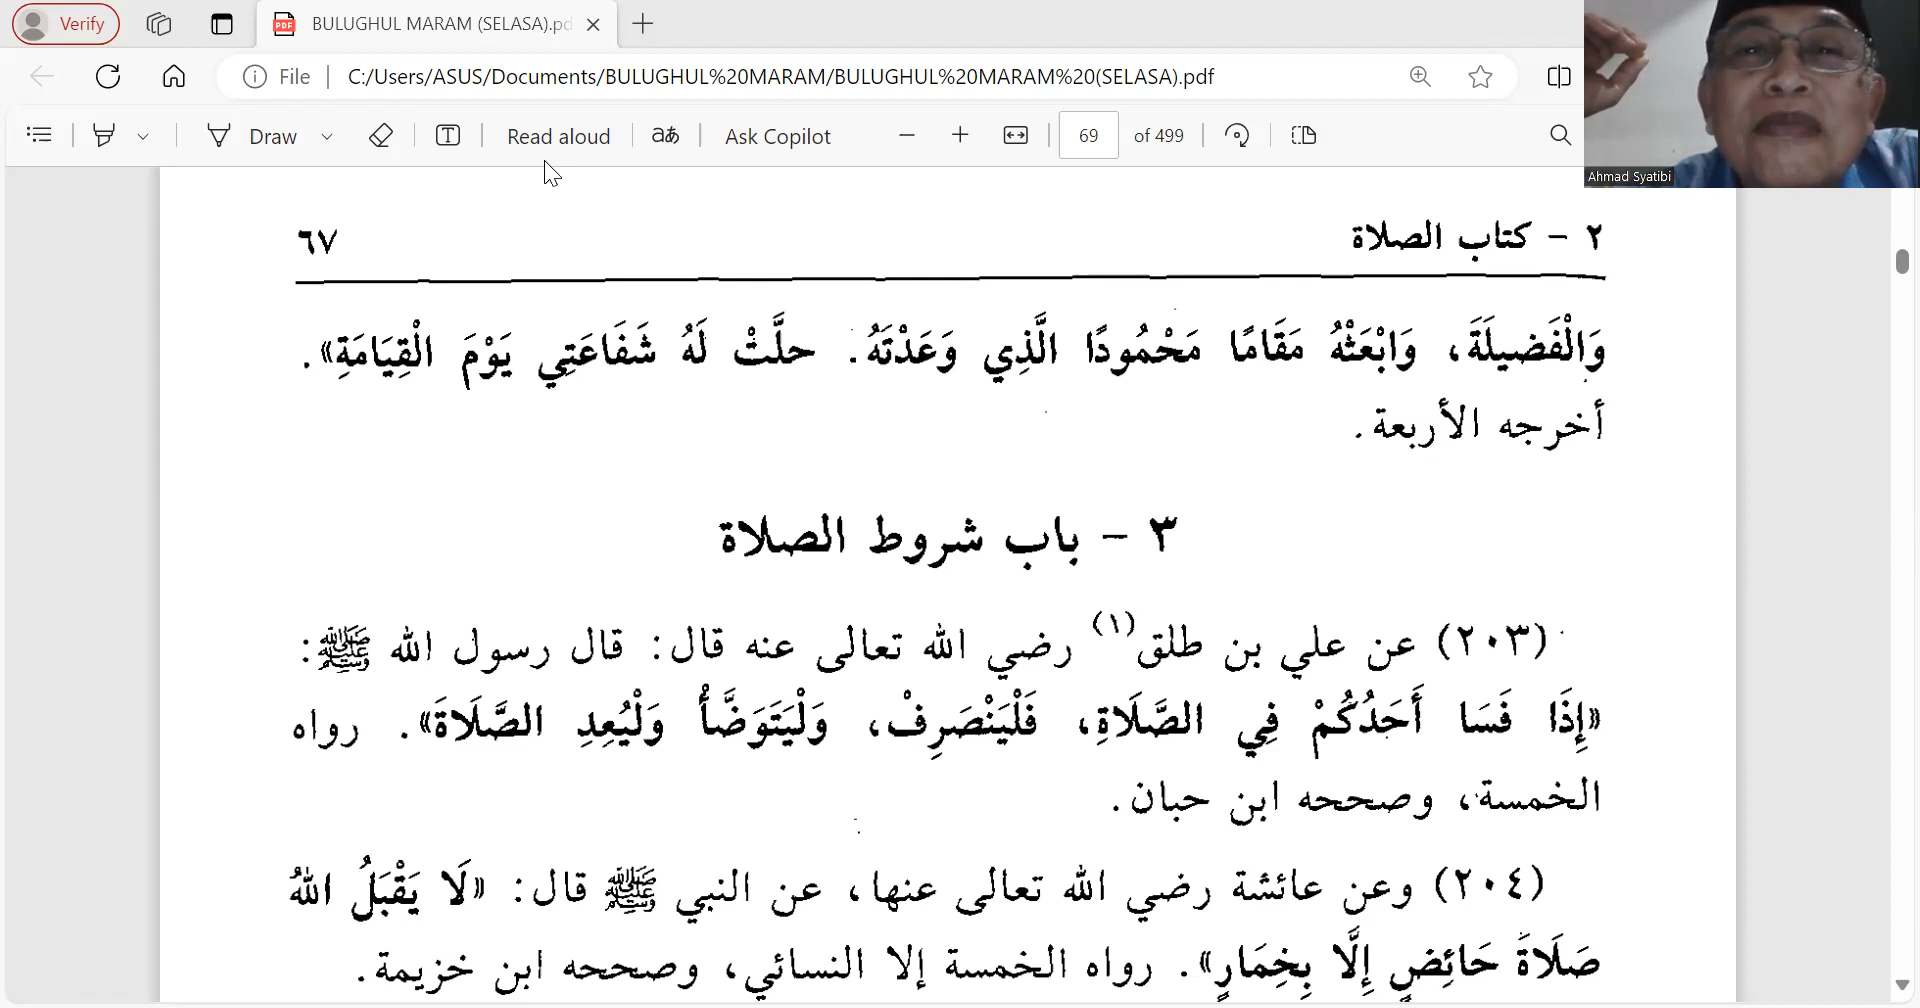 Verify
BULUGHUL MARAM (SELASA).pd
File
C:/Users/ASUS/Documents/BULUGHUL%20MARAM/BULUGHUL%20MARAM%20(SELASA).pdf
Draw
Read aloud
aあ
Ask Copilot
69
of 499
Ahmad Syatibi
٢ - كتاب الصلاة ٦٧
وَالْفَضيلَةَ، وَابْعَثْهُ مَقَامًا مَحْمُودًا الَّذِي وَعَدْتَهُ. حلَّتْ لَهُ شَفَاعَتِي يَوْمَ الْقِيَامَةِ».
أخرجه الأربعة.
٣ - باب شروط الصلاة
(٢٠٣) عن علي بن طلق(١) رضي الله تعالى عنه قال: قال رسول الله ﷺ:
«إِذَا فَسَا أَحَدُكُمْ فِي الصَّلَاةِ، فَلْيَنْصَرِفْ، وَلْيَتَوَضَّأْ وَلْيُعِدِ الصَّلَاةَ». رواه
الخمسة، وصححه ابن حبان.
(٢٠٤) وعن عائشة رضي الله تعالى عنها، عن النبي ﷺ قال: «لَا يَقْبَلُ اللهُ
صَلَاةَ حَائِضٍ إِلَّا بِخِمَارٍ». رواه الخمسة إلا النسائي، وصححه ابن خزيمة.